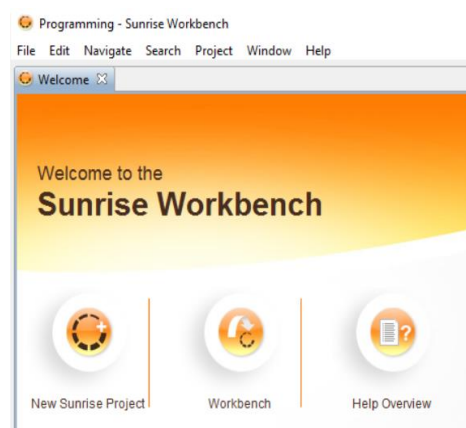 Programming - Sunrise Workbench
File Edit Navigate Search Project Window Help
Welcome
Welcome to the
Sunrise Workbench
New Sunrise Project Workbench Help Overview